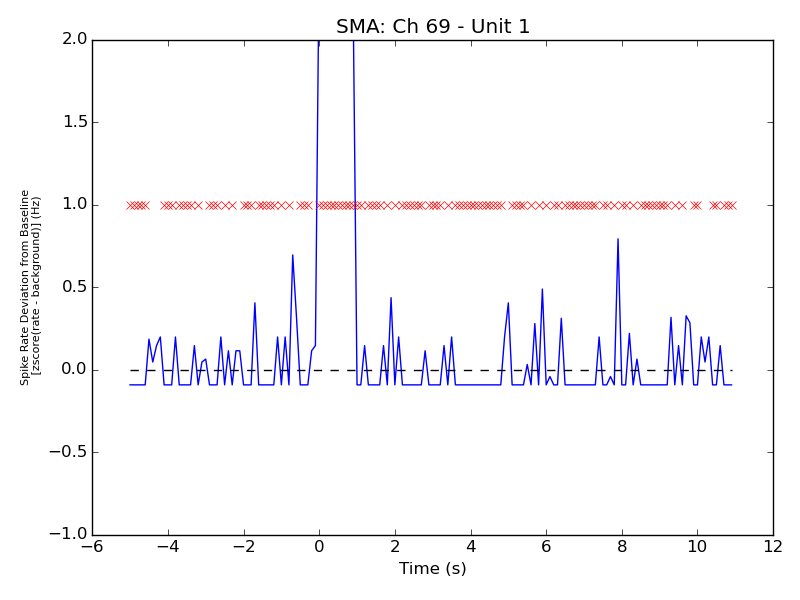 SMA: Ch 69 - Unit 1
2.0
1.5
1.0
0.5
0.0
−0.5
−1.0
Spike Rate Deviation from Baseline
[zscore(rate - background)] (Hz)
−6 −4 −2 0 2 4 6 8 10 12
Time (s)